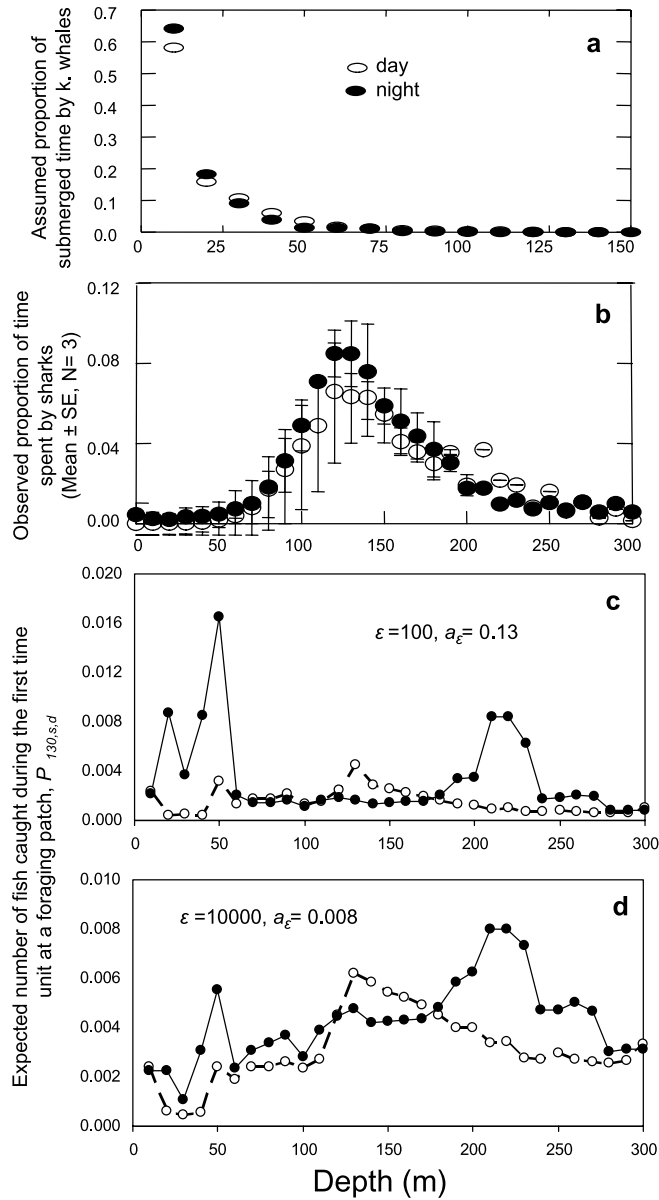 Assumed proportion of
submerged time by k. whales
0.7
0.6
0.5
0.4
0.3
0.2
0.1
0.0
a
day
night
0 25 50 75 100 125 150
Observed proportion of time
spent by sharks
(Mean ± SE, N= 3)
0.12
0.08
0.04
0.00
b
0 50 100 150 200 250 300
Expected number of fish caught during the first time
unit at a foraging patch, P 130,s,d
0.020
0.016
0.012
0.008
0.004
0.000
c
ε =100, aε= 0.13
0 50 100 150 200 250 300
0.010
0.008
0.006
0.004
0.002
0.000
d
ε=10000, aε= 0.008
0 50 100 150 200 250 300
Depth (m)